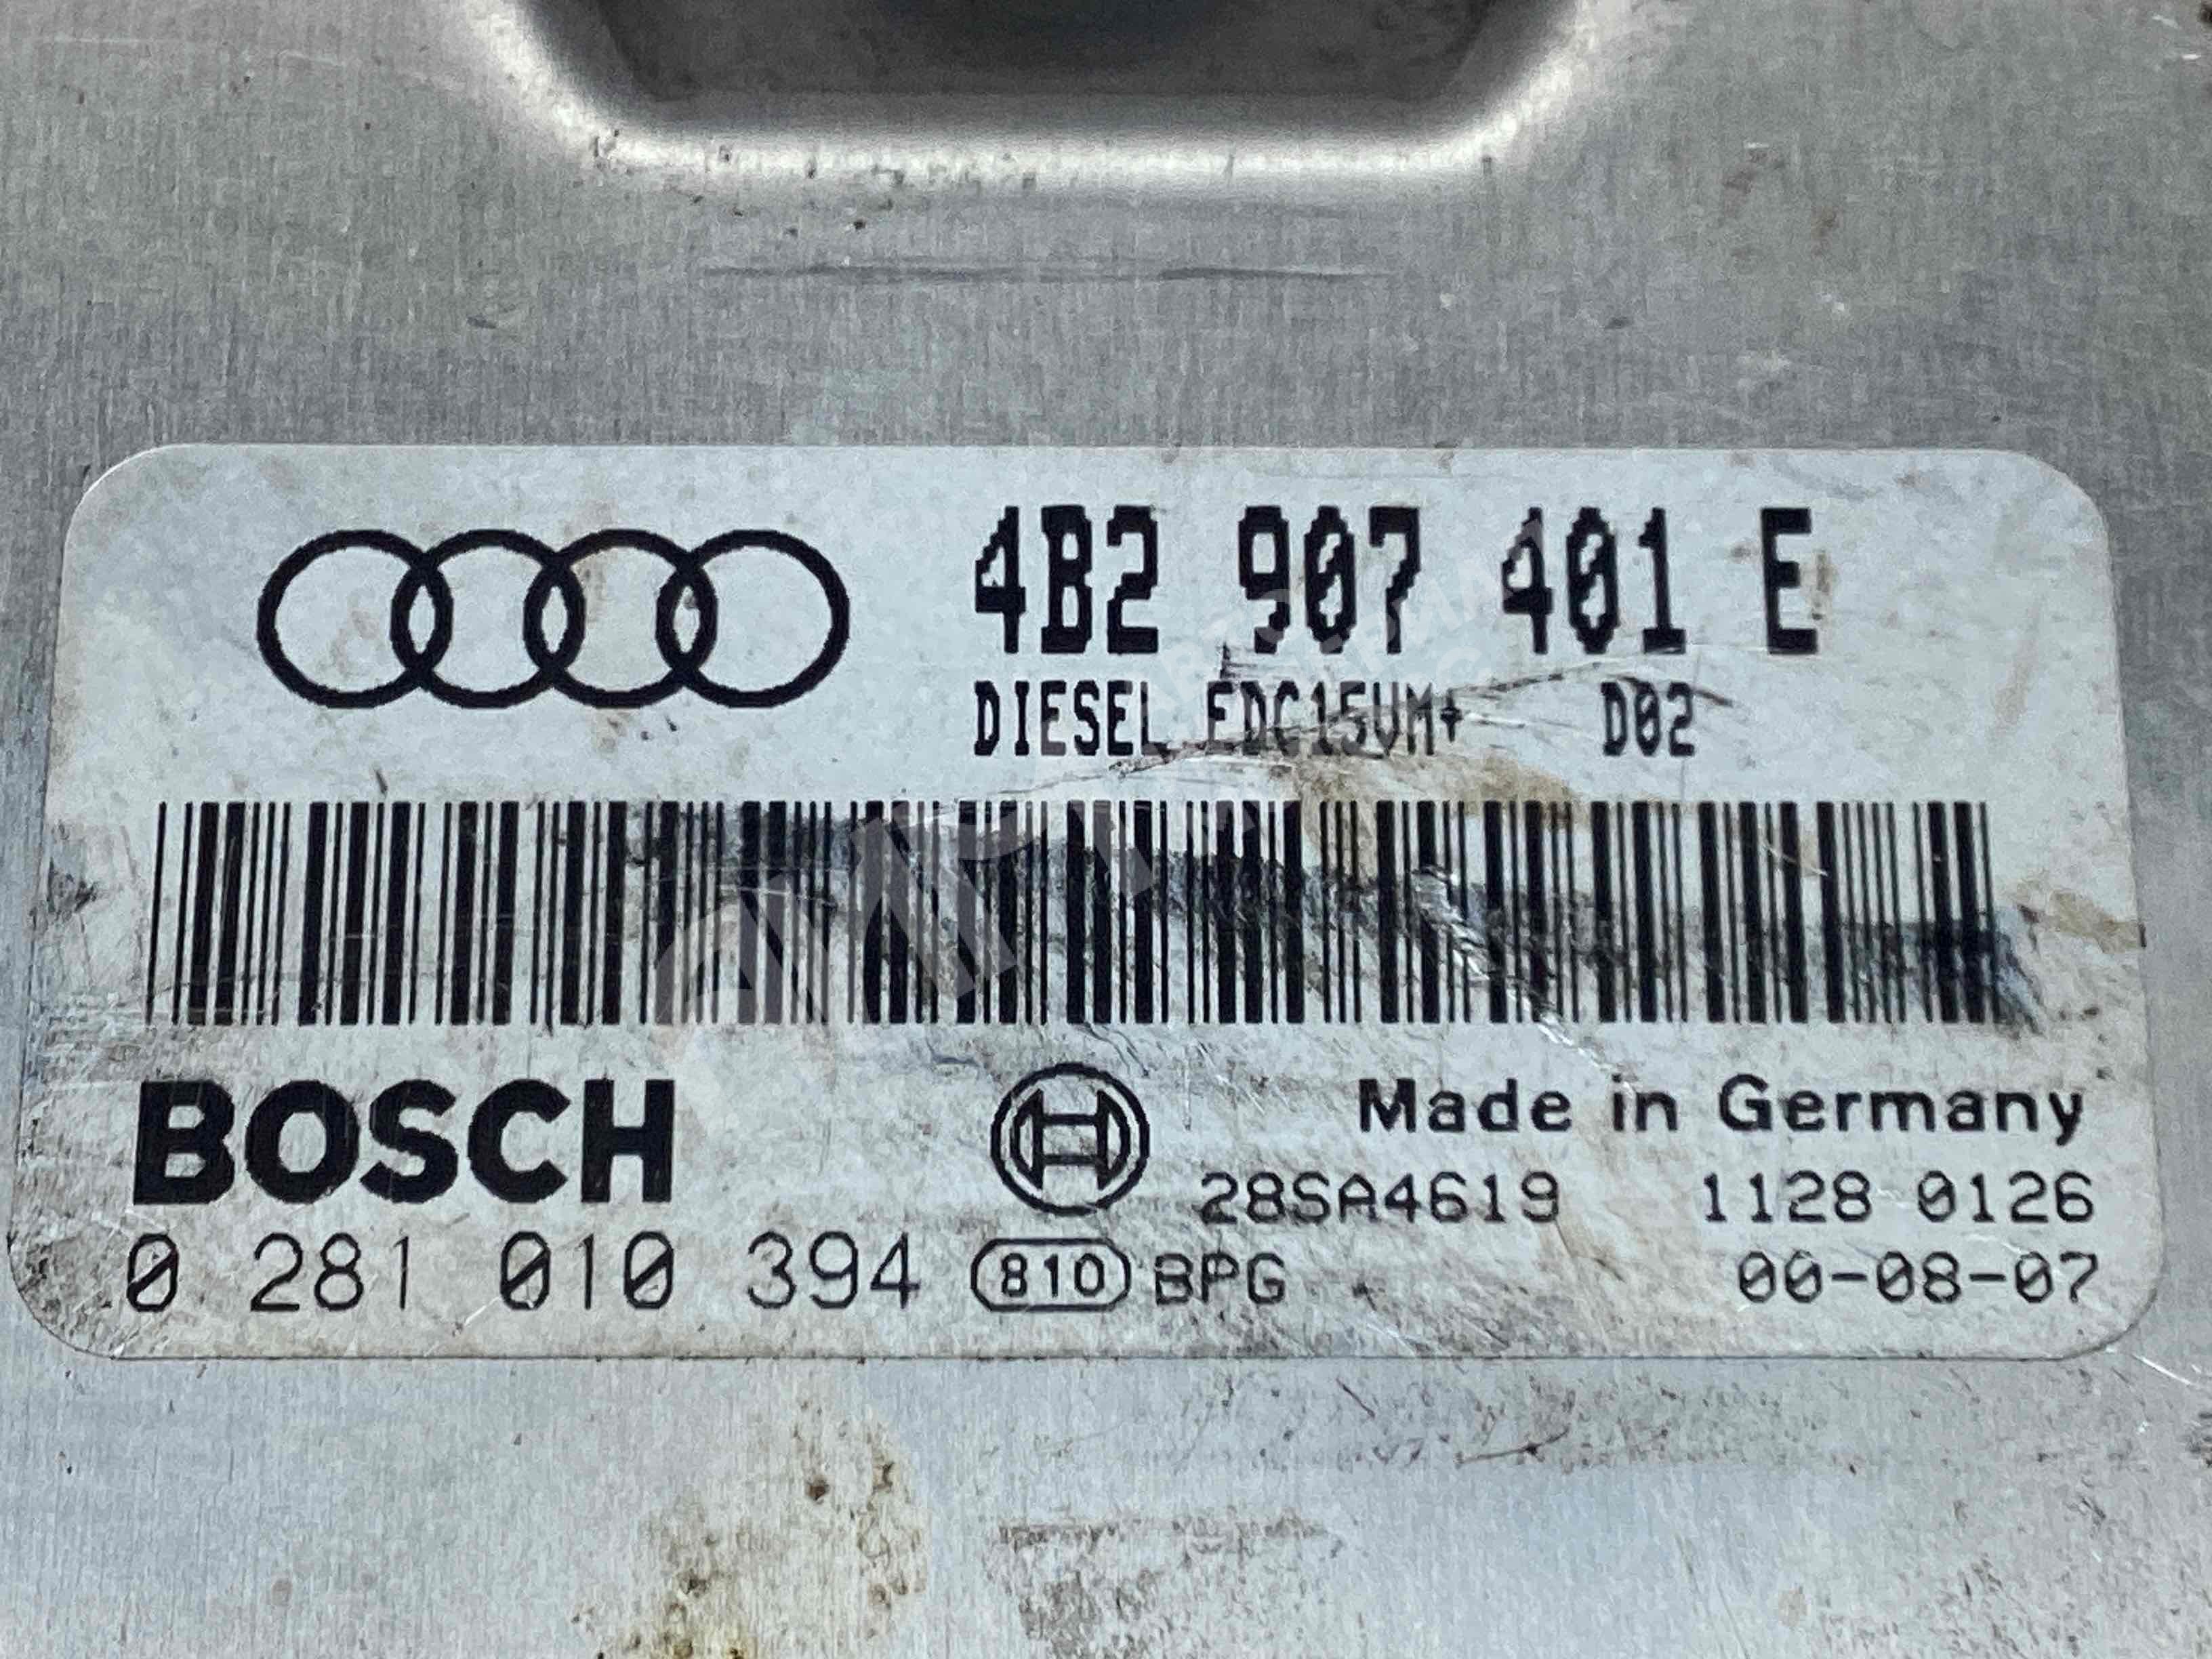 4B2 907 401 E
DIESEL EDC15VM+ D02
BOSCH
Made in Germany
28SA4619 1128 0126
0 281 010 394 810 BPG 00-08-07